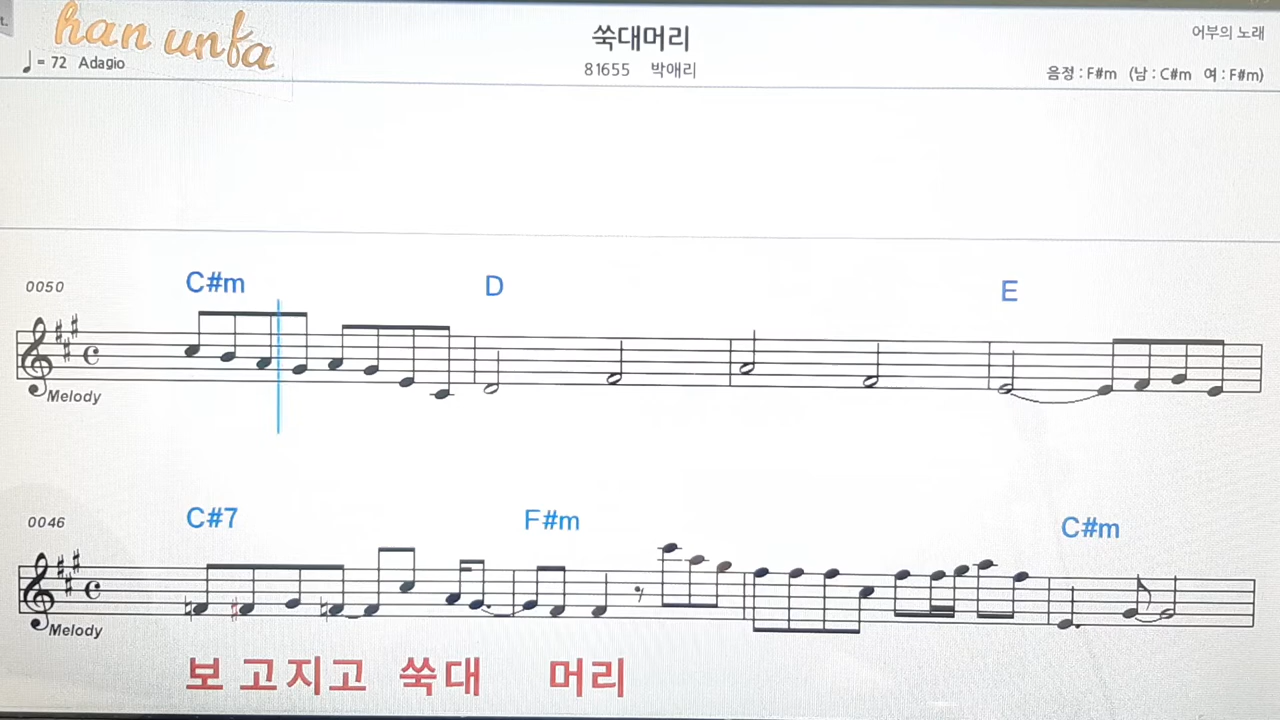 t.
han unfa
쑥대머리
어부의 노래
♩ = 72 Adagio
81655 박애리
음정 : F#m (남 : C#m 여 : F#m)
0050
C#m D E
Melody
0046
C#7 F#m C#m
Melody
보 고지고 쑥대 머리